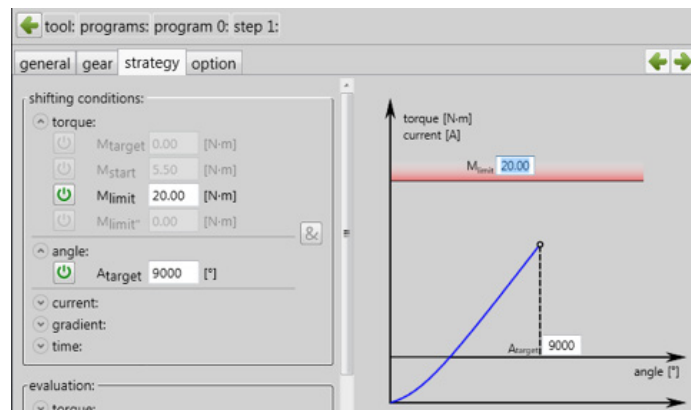 tool: programs: program 0: step 1:
general gear strategy option
shifting conditions:
torque:
Mtarget 0.00 [N·m]
Mstart 5.50 [N·m]
Mlimit 20.00 [N·m]
Mlimit- 0.00 [N·m]
&
angle:
Atarget 9000 [°]
current:
gradient:
time:
evaluation:
torque:
torque [N·m]
current [A]
Mlimit 20.00
Atarget 9000
angle [°]